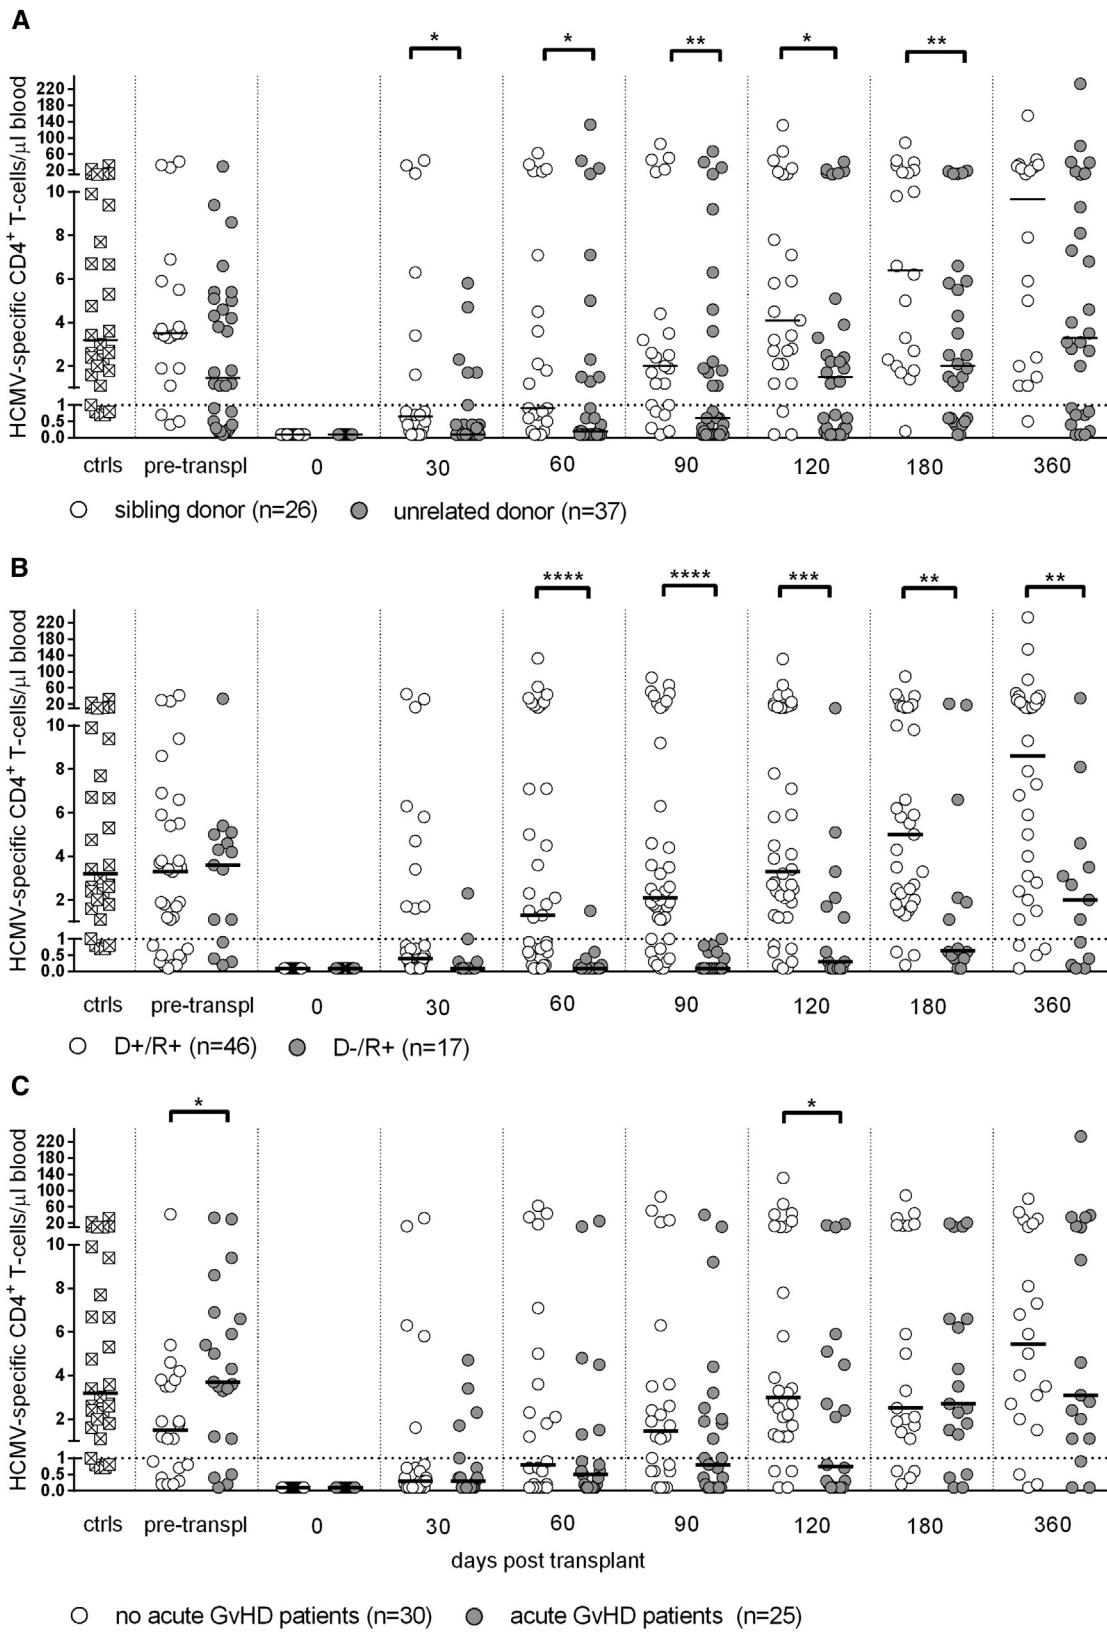 A
* * ** * **
HCMV-specific CD4+ T-cells/µl blood
220
180
140
100
60
20
10
8
6
4
2
1
0.5
0.0
ctrls pre-transpl 0 30 60 90 120 180 360
sibling donor (n=26) unrelated donor (n=37)
B
**** **** *** ** **
HCMV-specific CD4+ T-cells/µl blood
220
180
140
100
60
20
10
8
6
4
2
1
0.5
0.0
ctrls pre-transpl 0 30 60 90 120 180 360
D+/R+ (n=46) D-/R+ (n=17)
C
* *
HCMV-specific CD4+ T-cells/µl blood
220
180
140
100
60
20
10
8
6
4
2
1
0.5
0.0
ctrls pre-transpl 0 30 60 90 120 180 360
days post transplant
no acute GvHD patients (n=30) acute GvHD patients (n=25)